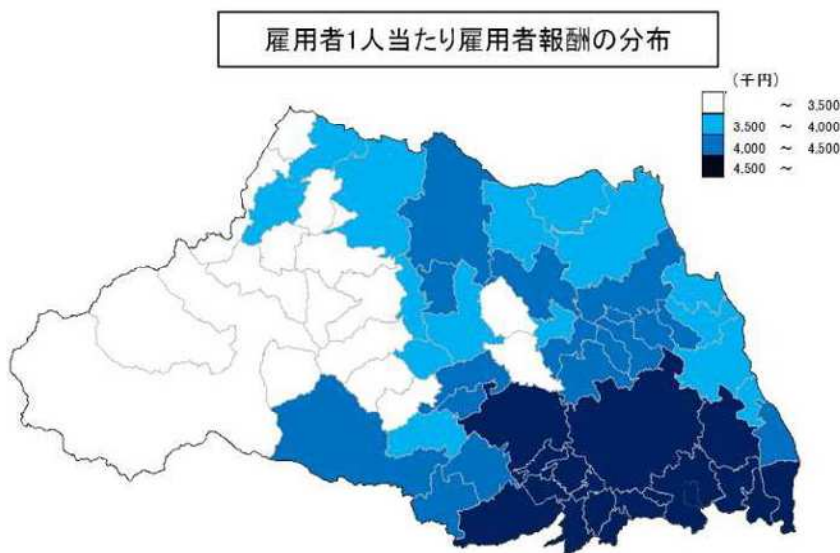 雇用者1人当たり雇用者報酬の分布
(千円)
～ 3,500
3,500 ～ 4,000
4,000 ～ 4,500
4,500 ～